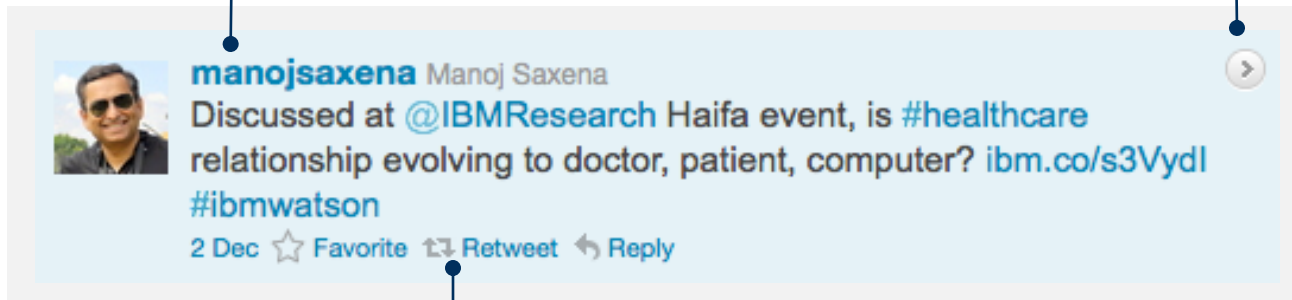 manojsaxena Manoj Saxena
Discussed at @IBMResearch Haifa event, is #healthcare
relationship evolving to doctor, patient, computer? ibm.co/s3VydI
#ibmwatson
2 Dec Favorite Retweet Reply